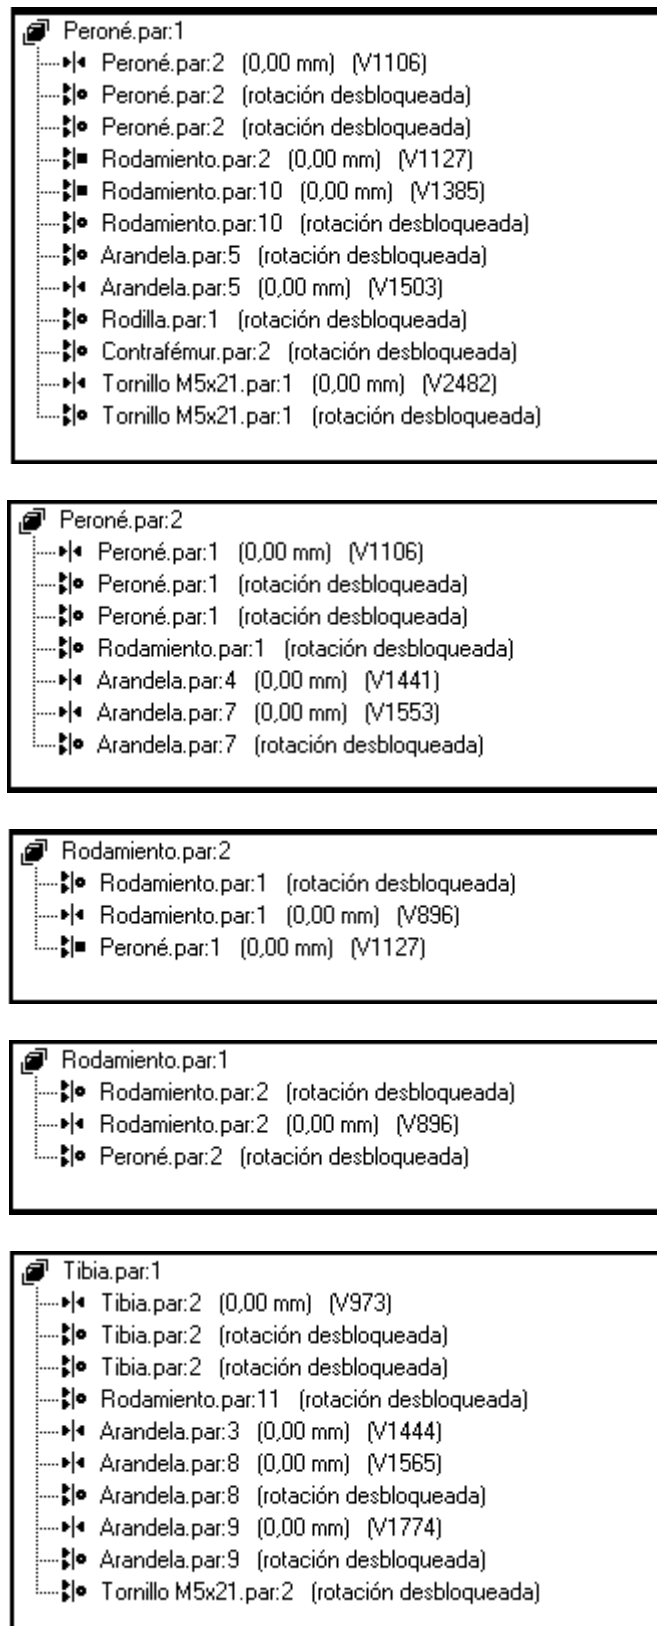 Peroné.par:1
Peroné.par:2 (0,00 mm) (V1106)
Peroné.par:2 (rotación desbloqueada)
Peroné.par:2 (rotación desbloqueada)
Rodamiento.par:2 (0,00 mm) (V1127)
Rodamiento.par:10 (0,00 mm) (V1385)
Rodamiento.par:10 (rotación desbloqueada)
Arandela.par:5 (rotación desbloqueada)
Arandela.par:5 (0,00 mm) (V1503)
Rodilla.par:1 (rotación desbloqueada)
Contrafémur.par:2 (rotación desbloqueada)
Tornillo M5x21.par:1 (0,00 mm) (V2482)
Tornillo M5x21.par:1 (rotación desbloqueada)
Peroné.par:2
Peroné.par:1 (0,00 mm) (V1106)
Peroné.par:1 (rotación desbloqueada)
Peroné.par:1 (rotación desbloqueada)
Rodamiento.par:1 (rotación desbloqueada)
Arandela.par:4 (0,00 mm) (V1441)
Arandela.par:7 (0,00 mm) (V1553)
Arandela.par:7 (rotación desbloqueada)
Rodamiento.par:2
Rodamiento.par:1 (rotación desbloqueada)
Rodamiento.par:1 (0,00 mm) (V896)
Peroné.par:1 (0,00 mm) (V1127)
Rodamiento.par:1
Rodamiento.par:2 (rotación desbloqueada)
Rodamiento.par:2 (0,00 mm) (V896)
Peroné.par:2 (rotación desbloqueada)
Tibia.par:1
Tibia.par:2 (0,00 mm) (V973)
Tibia.par:2 (rotación desbloqueada)
Tibia.par:2 (rotación desbloqueada)
Rodamiento.par:11 (rotación desbloqueada)
Arandela.par:3 (0,00 mm) (V1444)
Arandela.par:8 (0,00 mm) (V1565)
Arandela.par:8 (rotación desbloqueada)
Arandela.par:9 (0,00 mm) (V1774)
Arandela.par:9 (rotación desbloqueada)
Tornillo M5x21.par:2 (rotación desbloqueada)